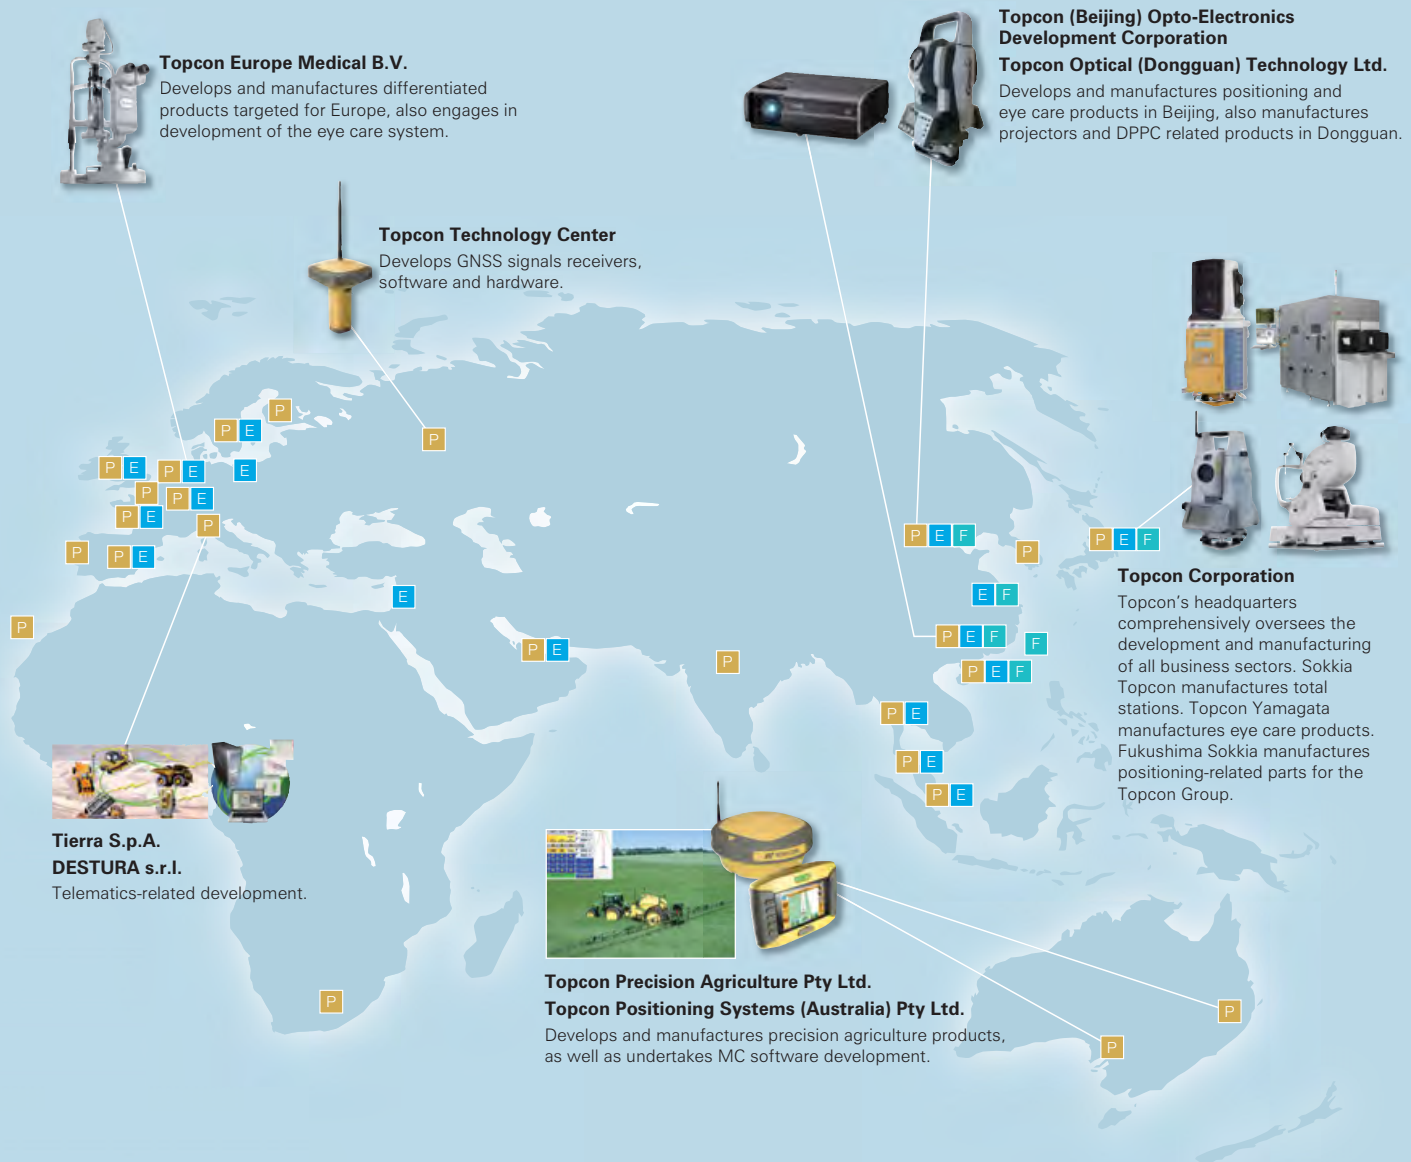 Topcon Europe Medical B.V.
Develops and manufactures differentiated
products targeted for Europe, also engages in
development of the eye care system.
Topcon (Beijing) Opto-Electronics
Development Corporation
Topcon Optical (Dongguan) Technology Ltd.
Develops and manufactures positioning and
eye care products in Beijing, also manufactures
projectors and DPPC related products in Dongguan.
Topcon Technology Center
Develops GNSS signals receivers,
software and hardware.
P
P E
P
P E
P E
E
P
P E
P E
P
P
P E
E
P
P E
P
P E F
P
P E F
E F
P E F
F
P E F
P E
P E
P E
Topcon Corporation
Topcon's headquarters
comprehensively oversees the
development and manufacturing
of all business sectors. Sokkia
Topcon manufactures total
stations. Topcon Yamagata
manufactures eye care products.
Fukushima Sokkia manufactures
positioning-related parts for the
Topcon Group.
Tierra S.p.A.
DESTURA s.r.l.
Telematics-related development.
P
Topcon Precision Agriculture Pty Ltd.
Topcon Positioning Systems (Australia) Pty Ltd.
Develops and manufactures precision agriculture products,
as well as undertakes MC software development.
P
P